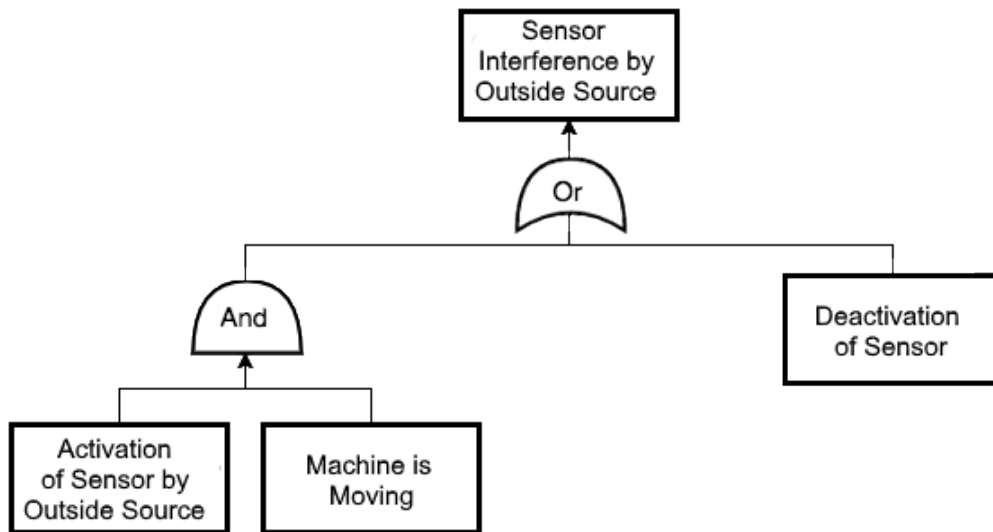 Sensor
Interference by
Outside Source
Or
And
Deactivation
of Sensor
Activation
of Sensor by
Outside Source
Machine is
Moving